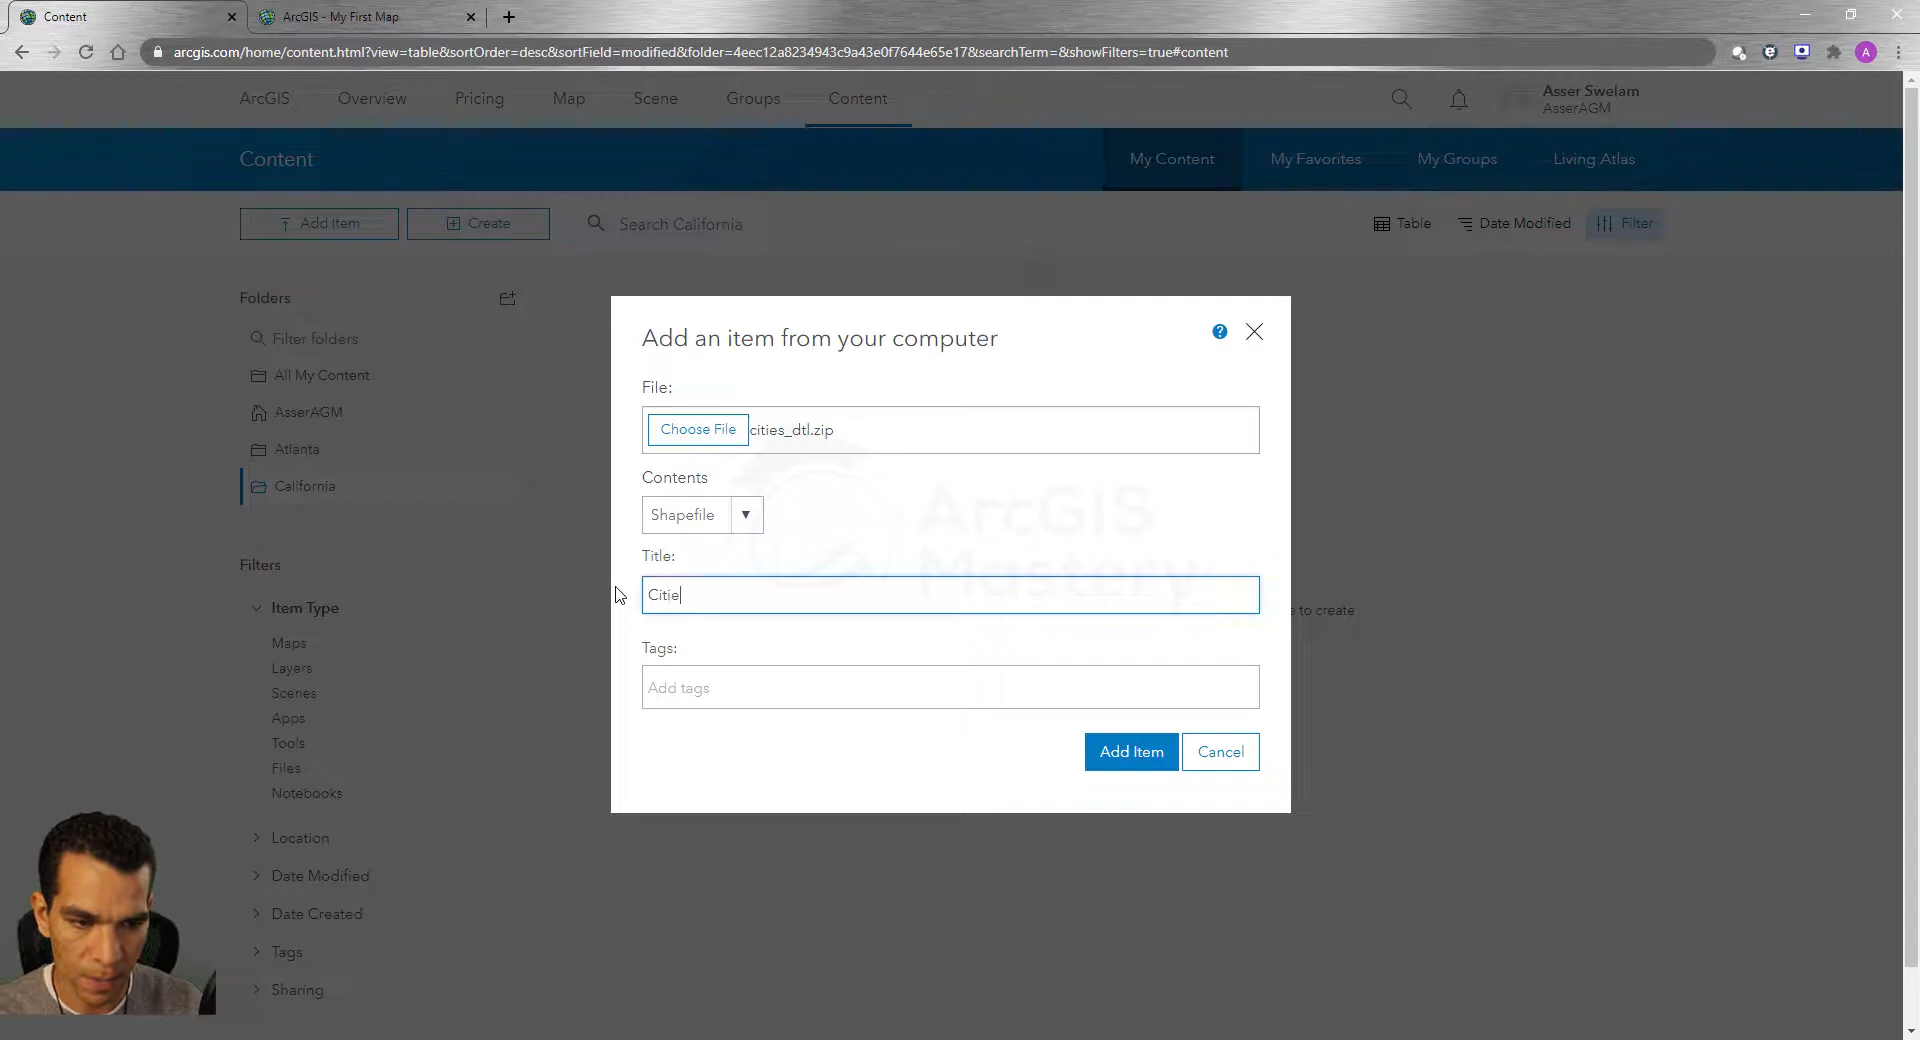 Content
ArcGIS - My First Map
arcgis.com/home/content.html?view=table&sortOrder=desc&sortField=modified&folder=4eec12a8234943c9a43e0f7644e65e17&searchTerm=&showFilters=true#content
A
ArcGIS Overview Pricing Map Scene Groups Content
Asser Swelam
AsserAGM
Content
My Content My Favorites My Groups Living Atlas
Add Item Create Search California Table Date Modified Filter
Folders
Filter folders
All My Content
AsserAGM
Atlanta
California
Filters
Item Type
Maps
Layers
Scenes
Apps
Tools
Files
Notebooks
Location
Date Modified
Date Created
Tags
Sharing
Add an item from your computer
?
File:
Choose File cities_dtl.zip
Contents
Shapefile
ArcGIS
Mastery
Title:
Citie
e to create
Tags:
Add tags
Add Item Cancel